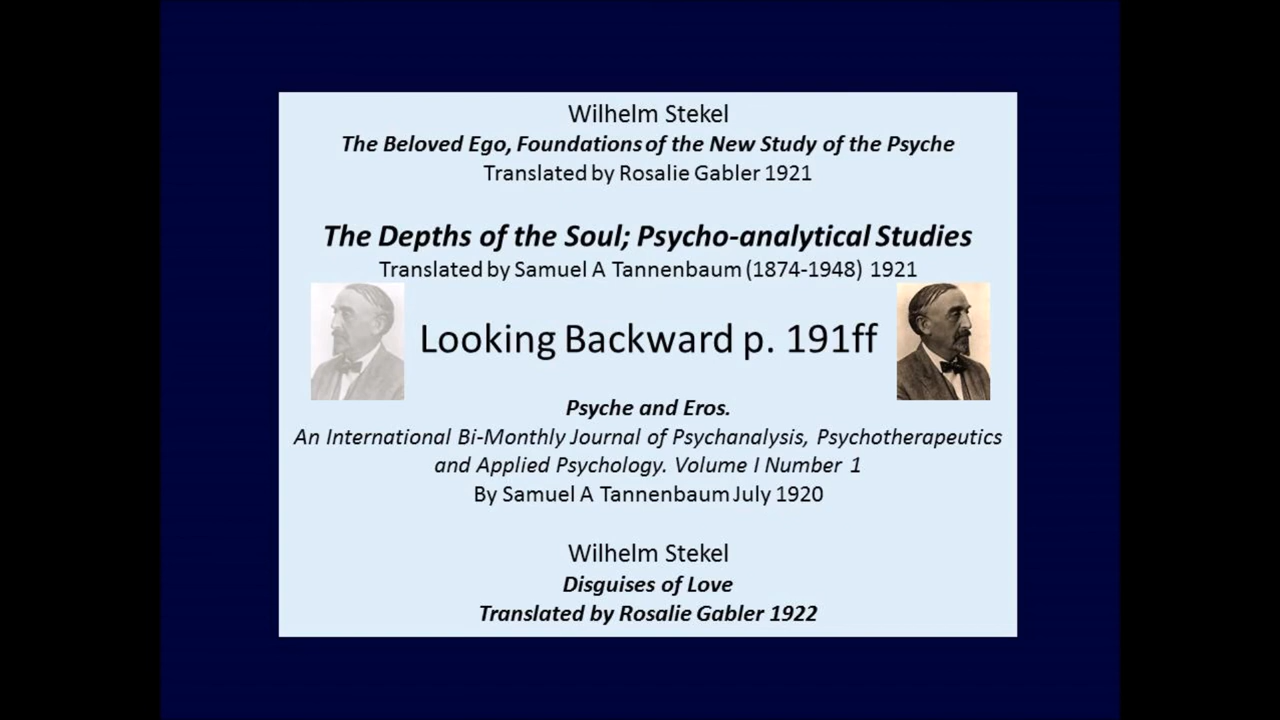 Wilhelm Stekel
The Beloved Ego, Foundations of the New Study of the Psyche
Translated by Rosalie Gabler 1921
The Depths of the Soul; Psycho-analytical Studies
Translated by Samuel A Tannenbaum (1874-1948) 1921
Looking Backward p. 191ff
Psyche and Eros.
An International Bi-Monthly Journal of Psychanalysis, Psychotherapeutics
and Applied Psychology. Volume I Number 1
By Samuel A Tannenbaum July 1920
Wilhelm Stekel
Disguises of Love
Translated by Rosalie Gabler 1922